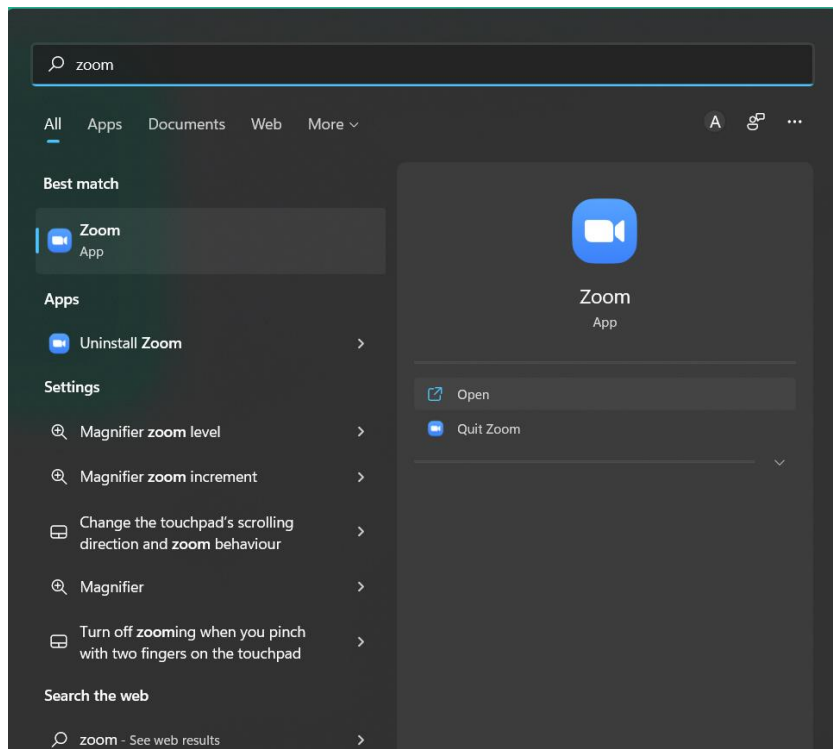 zoom
All Apps Documents Web More
A
Best match
Zoom
App
Apps
Uninstall Zoom
Settings
Magnifier zoom level
Magnifier zoom increment
Change the touchpad's scrolling
direction and zoom behaviour
Magnifier
Turn off zooming when you pinch
with two fingers on the touchpad
Search the web
zoom - See web results
Zoom
App
Open
Quit Zoom